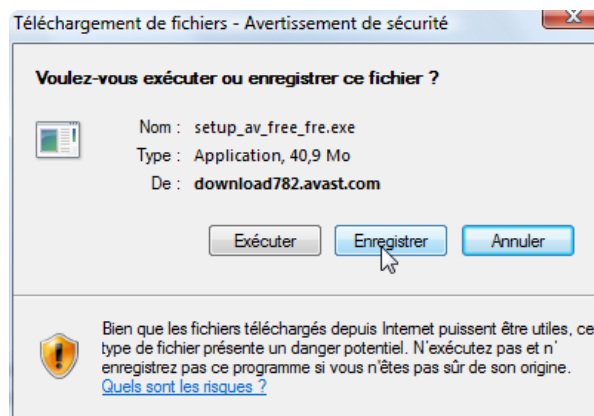 Téléchargement de fichiers - Avertissement de sécurité
Voulez-vous exécuter ou enregistrer ce fichier ?
Nom : setup_av_free_fre.exe
Type : Application, 40,9 Mo
De : download782.avast.com
Exécuter Enregistrer Annuler
Bien que les fichiers téléchargés depuis Internet puissent être utiles, ce
type de fichier présente un danger potentiel. N'exécutez pas et n'
enregistrez pas ce programme si vous n'êtes pas sûr de son origine.
Quels sont les risques ?